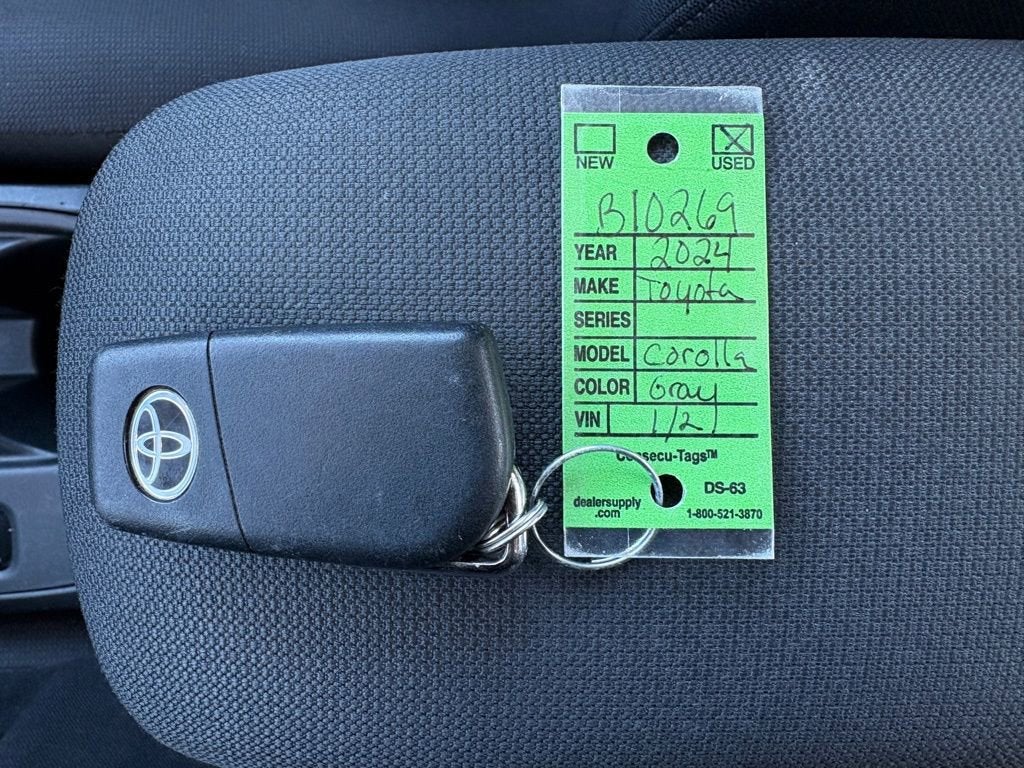 NEW USED
B10269
YEAR 2024
MAKE Toyota
SERIES
MODEL Corolla
COLOR Gray
VIN 1/2
Consecu-Tags™
DS-63
dealersupply
.com
1-800-521-3870